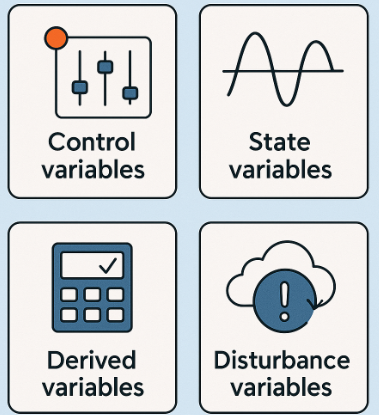 Control
variables
State
variables
Derived
variables
Disturbance
variables